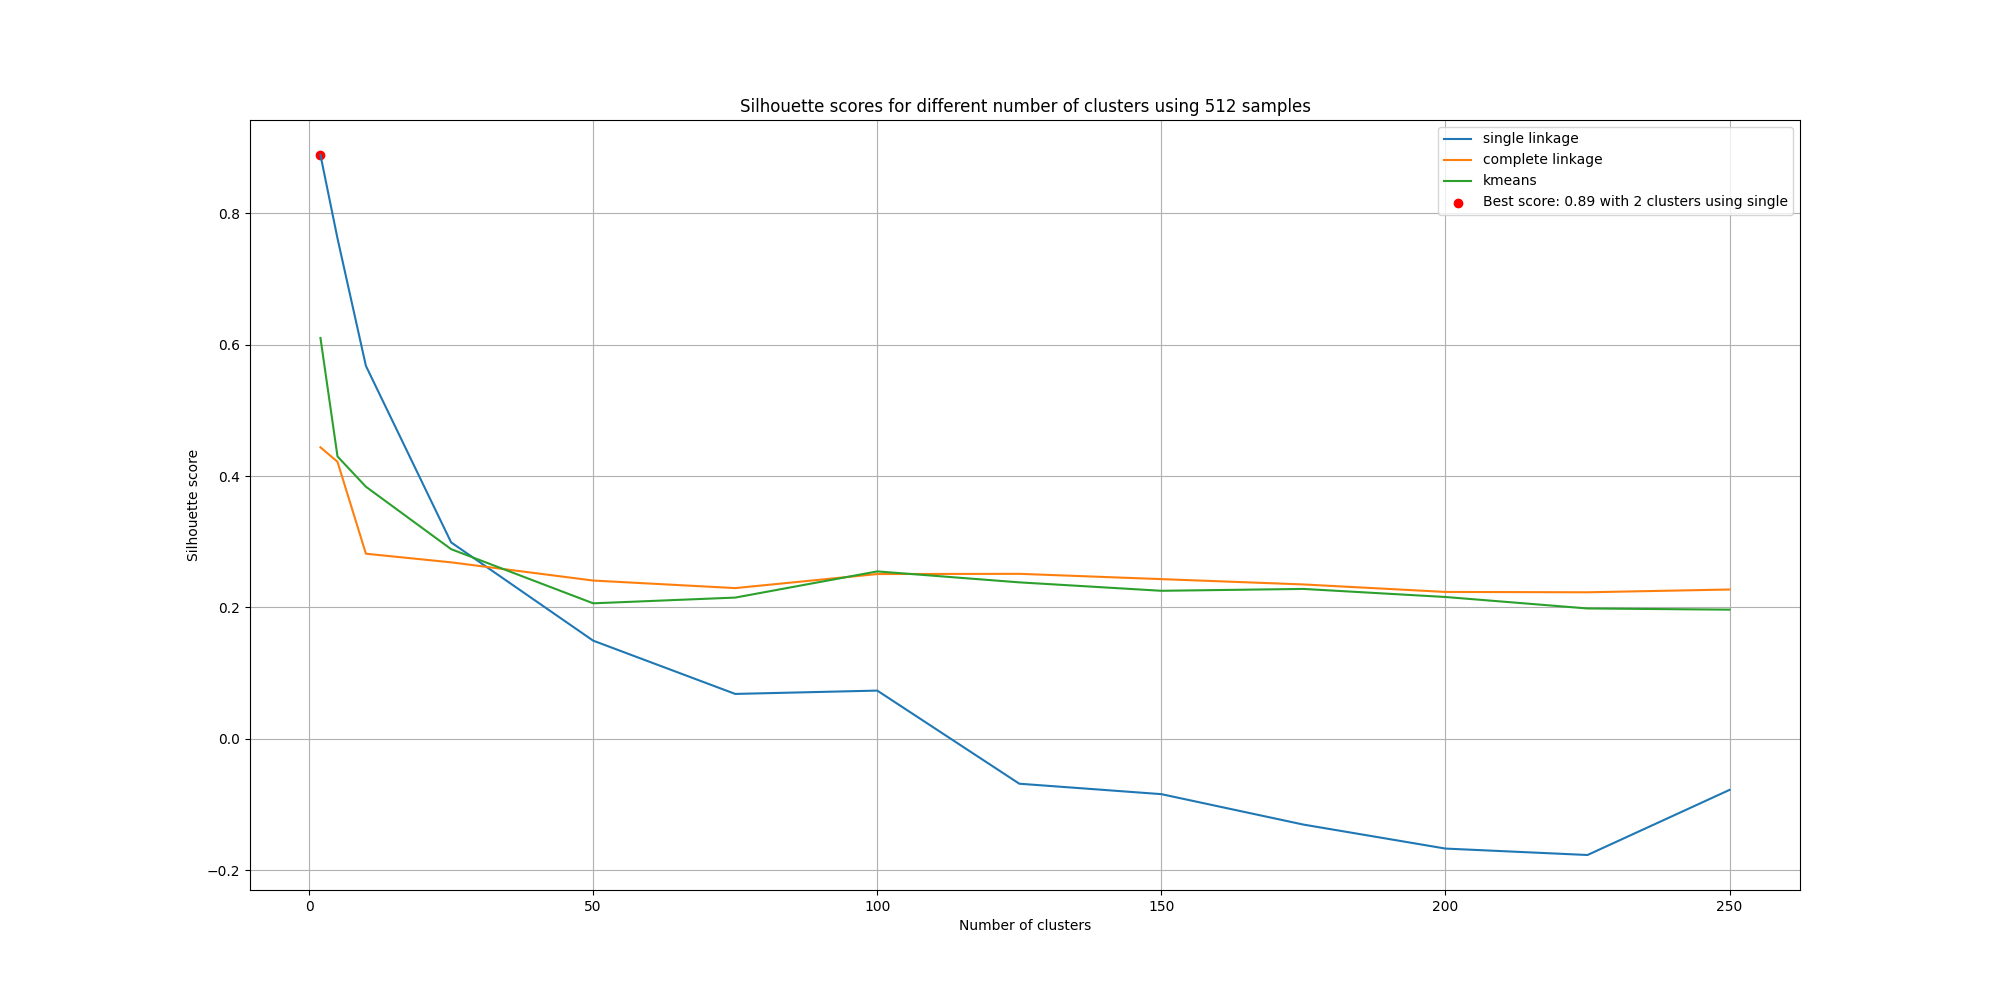 Silhouette scores for different number of clusters using 512 samples
single linkage
complete linkage
kmeans
Best score: 0.89 with 2 clusters using single
Silhouette score
0.8
0.6
0.4
0.2
0.0
−0.2
0 50 100 150 200 250
Number of clusters